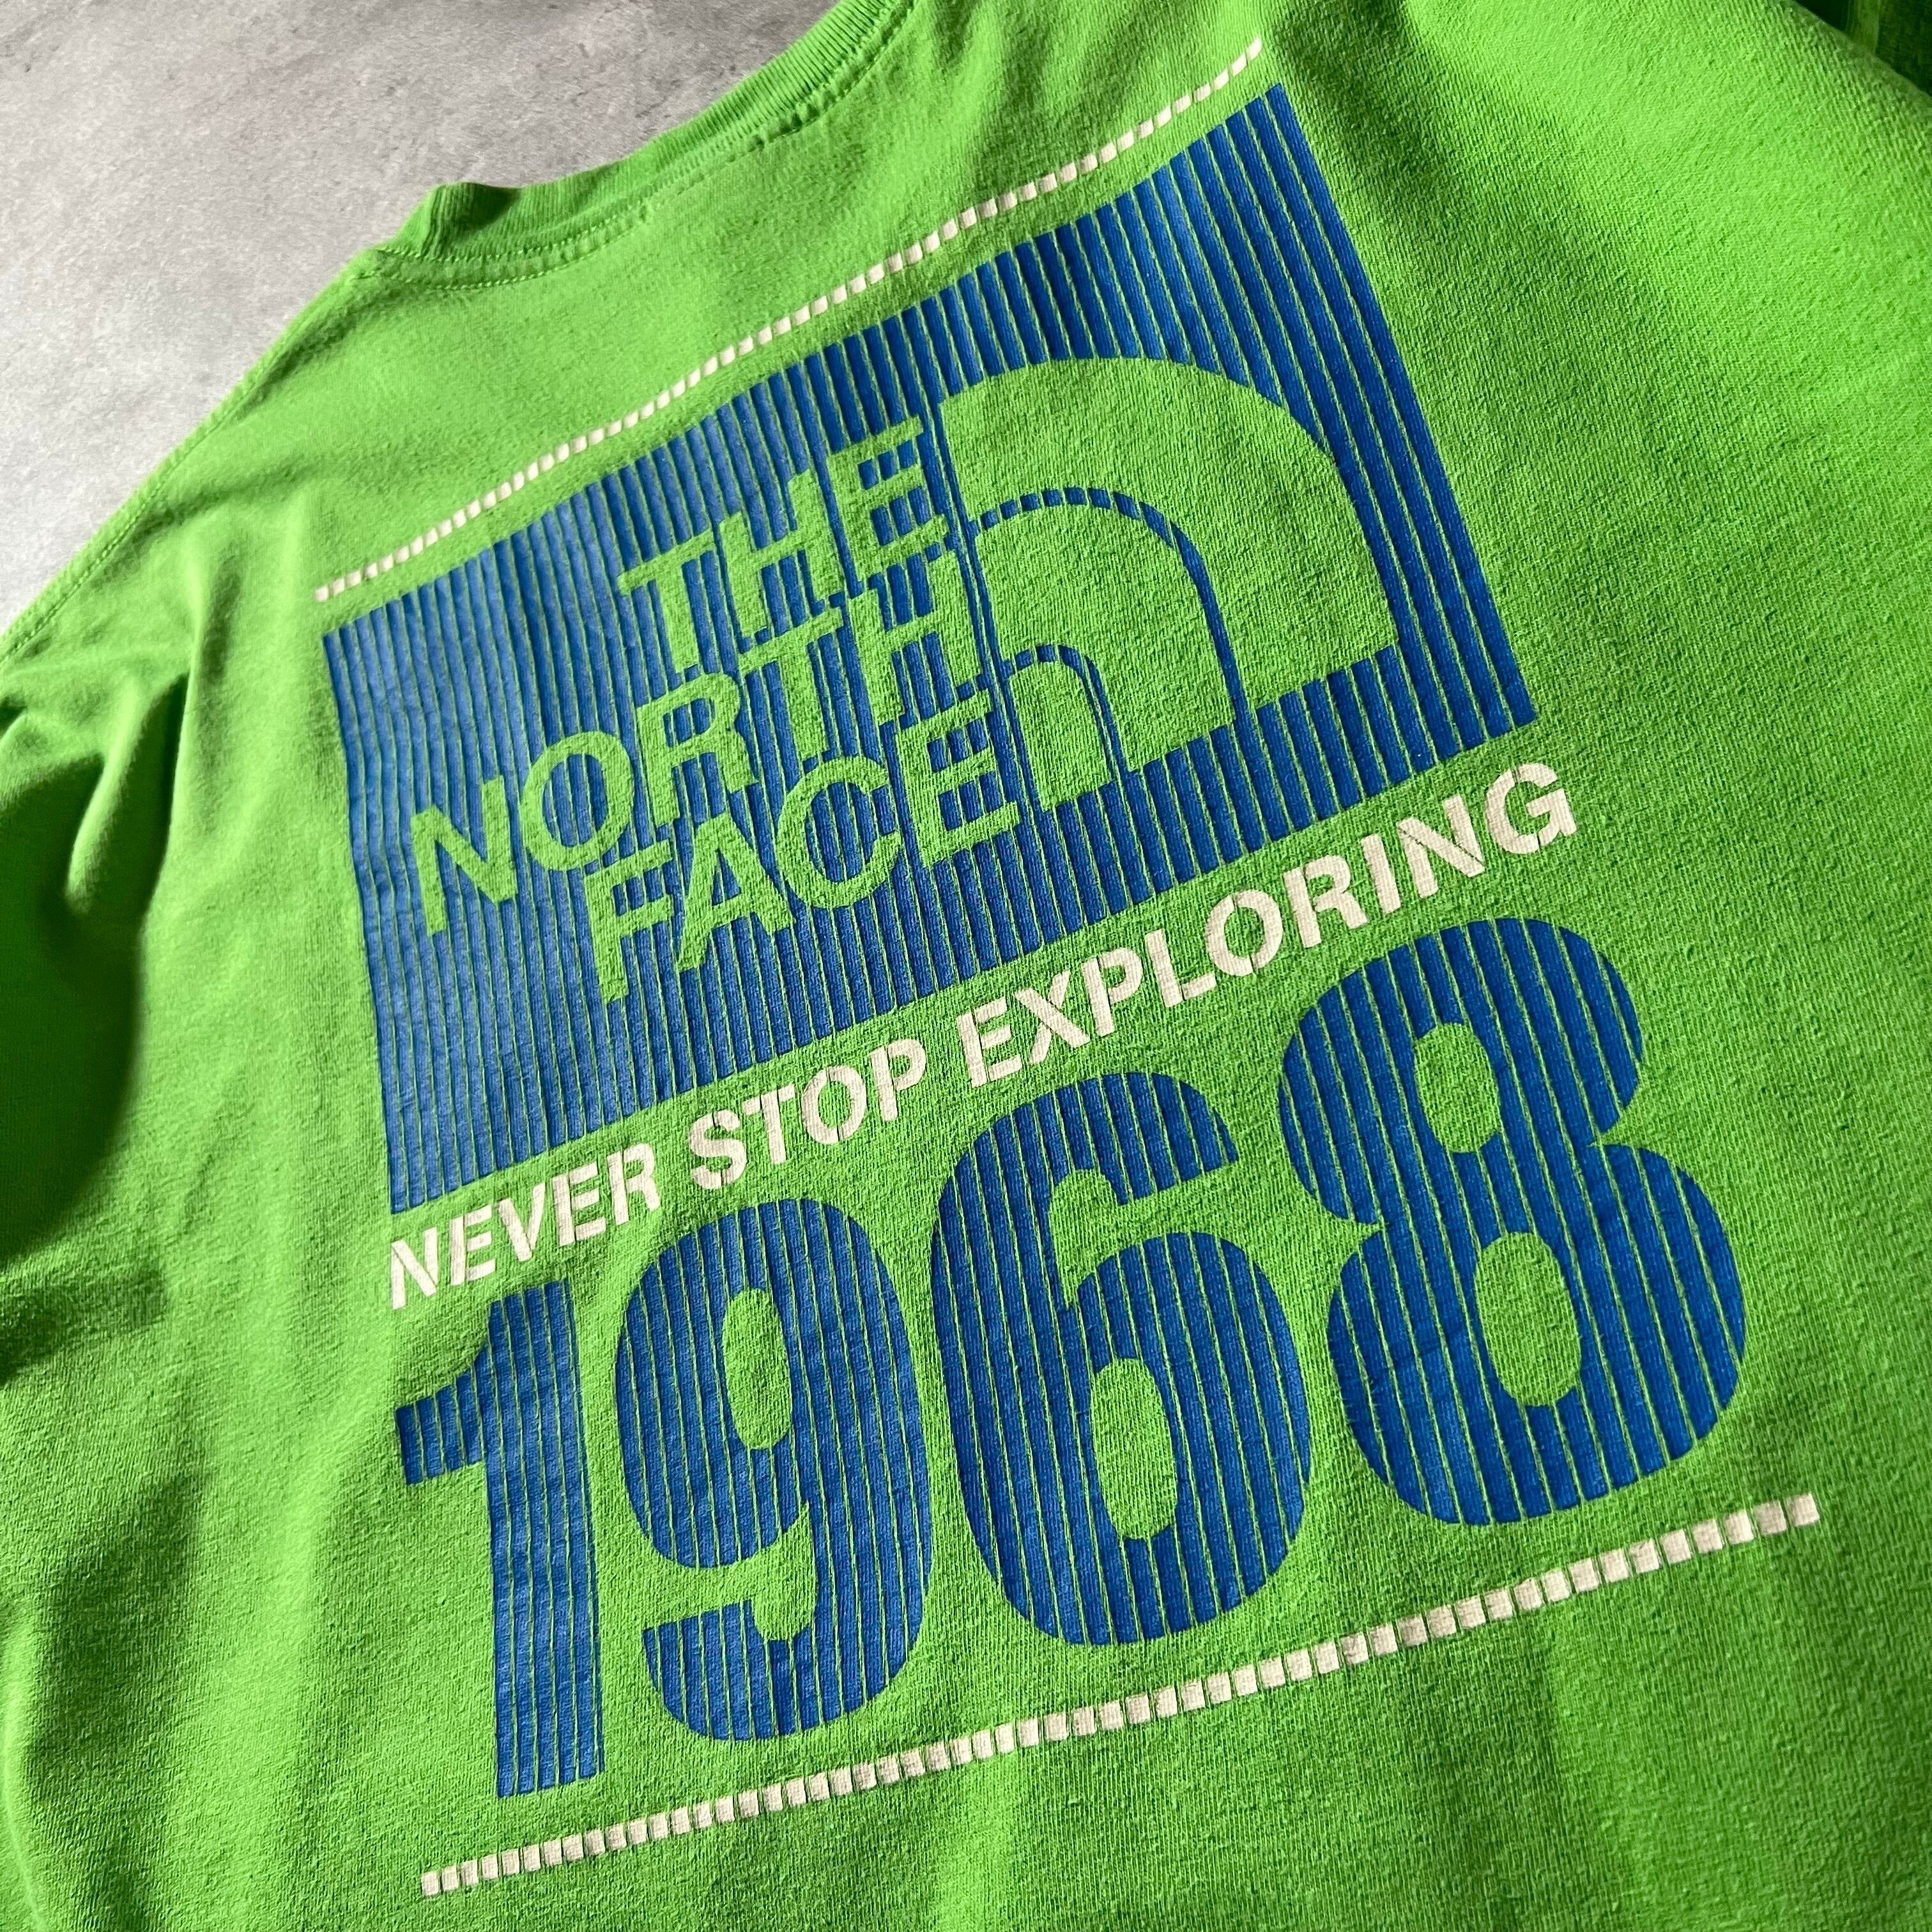 THE
NORTH
FACE
NEVER STOP EXPLORING
1968